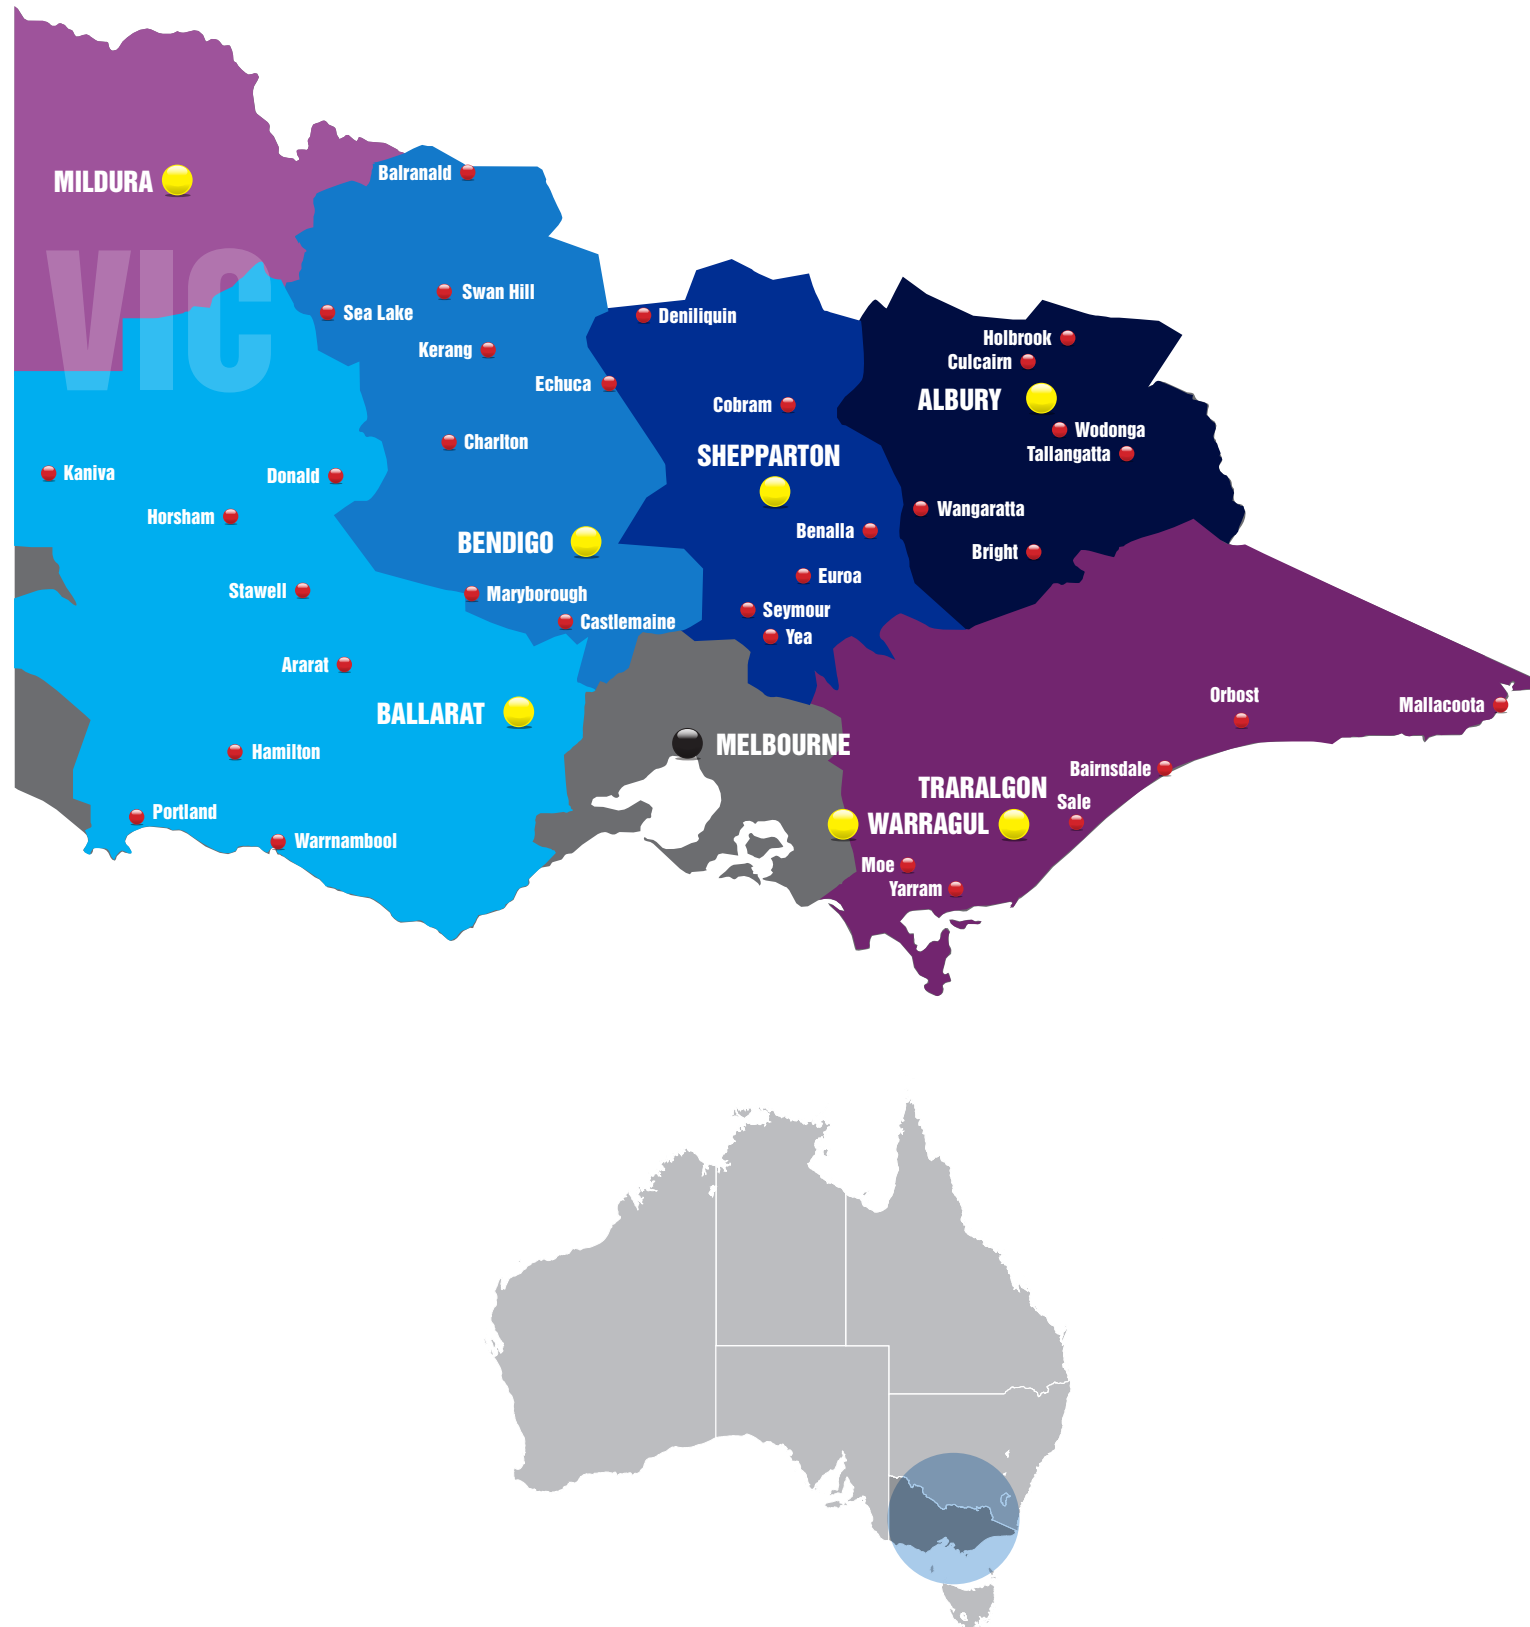 Balranald
MILDURA
VIC
Swan Hill
Sea Lake
Deniliquin
Holbrook
Kerang
Culcairn
Echuca
ALBURY
Cobram
Wodonga
Charlton
Tallangatta
SHEPPARTON
Kaniva
Donald
Wangaratta
Horsham
Benalla
BENDIGO
Bright
Euroa
Stawell
Maryborough
Seymour
Castlemaine
Yea
Ararat
Orbost
Mallacoota
BALLARAT
MELBOURNE
Hamilton
Bairnsdale
TRARALGON
Sale
Portland
WARRAGUL
Warrnambool
Moe
Yarram